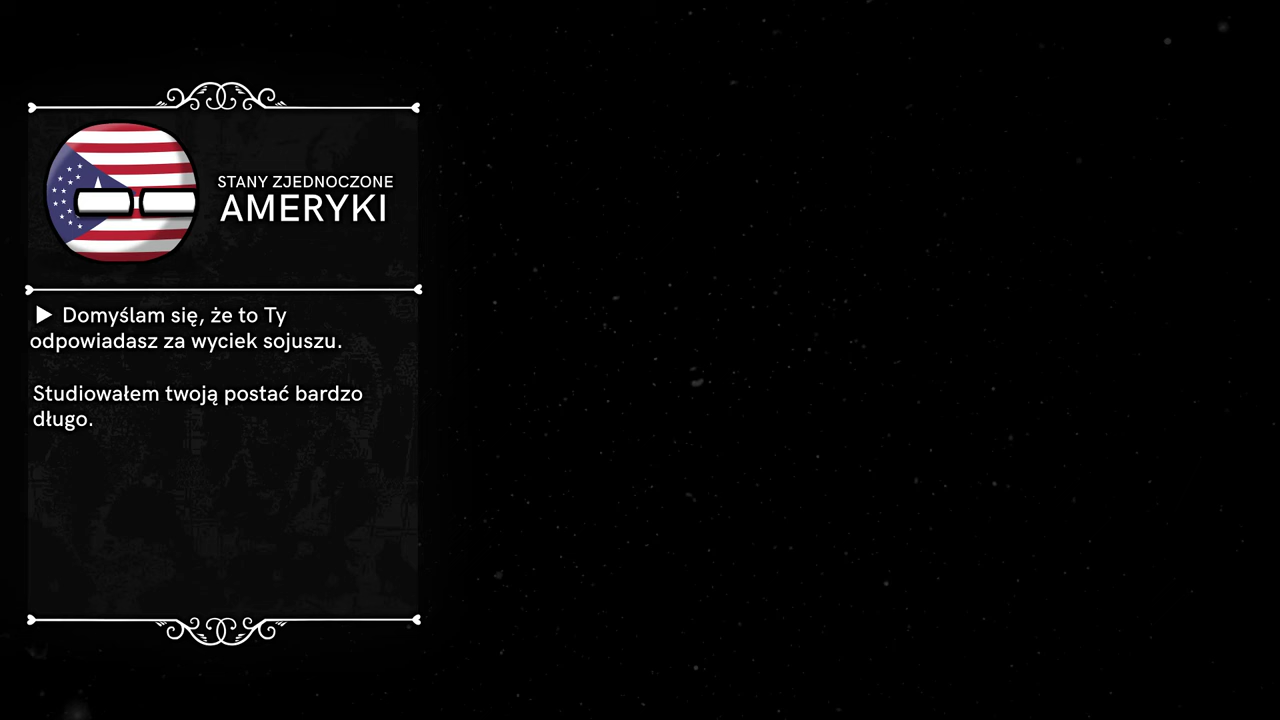 STANY ZJEDNOCZONE
AMERYKI
▶ Domyślam się, że to Ty
odpowiadasz za wyciek sojuszu.
Studiowałem twoją postać bardzo
długo.